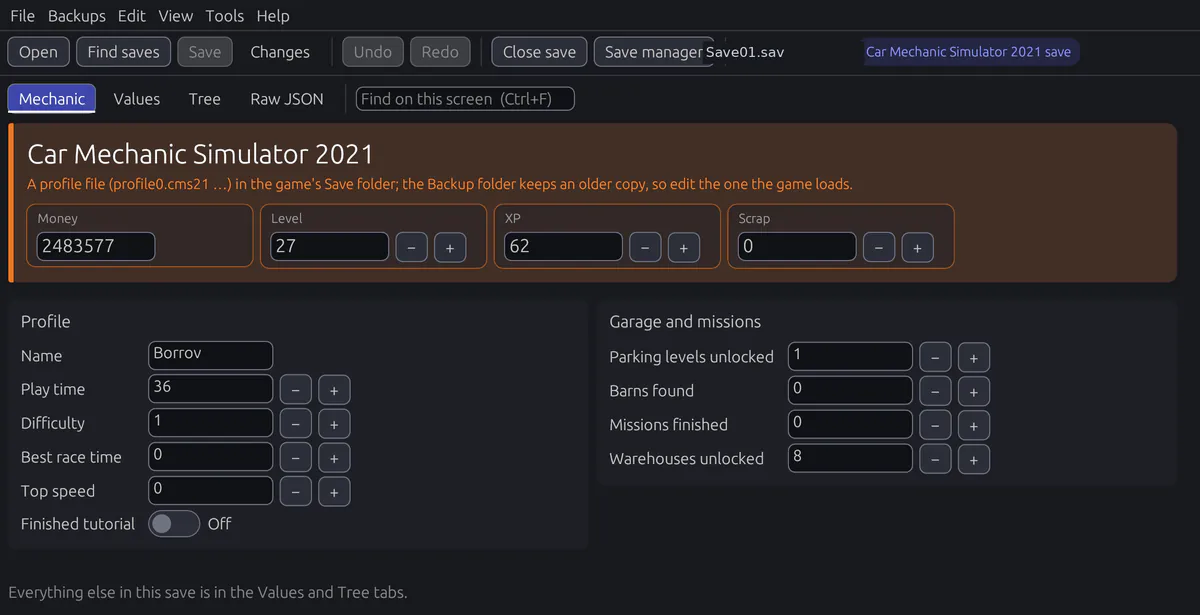 File Backups Edit View Tools Help
Open Find saves Save Changes Undo Redo Close save Save manager Save01.sav Car Mechanic Simulator 2021 save
Mechanic Values Tree Raw JSON Find on this screen (Ctrl+F)
Car Mechanic Simulator 2021
A profile file (profile0.cms21 ...) in the game's Save folder; the Backup folder keeps an older copy, so edit the one the game loads.
Money Level XP Scrap
2483577 27 − + 62 − + 0 − +
Profile
Name Borrov
Play time 36 − +
Difficulty 1 − +
Best race time 0 − +
Top speed 0 − +
Finished tutorial Off
Garage and missions
Parking levels unlocked 1 − +
Barns found 0 − +
Missions finished 0 − +
Warehouses unlocked 8 − +
Everything else in this save is in the Values and Tree tabs.